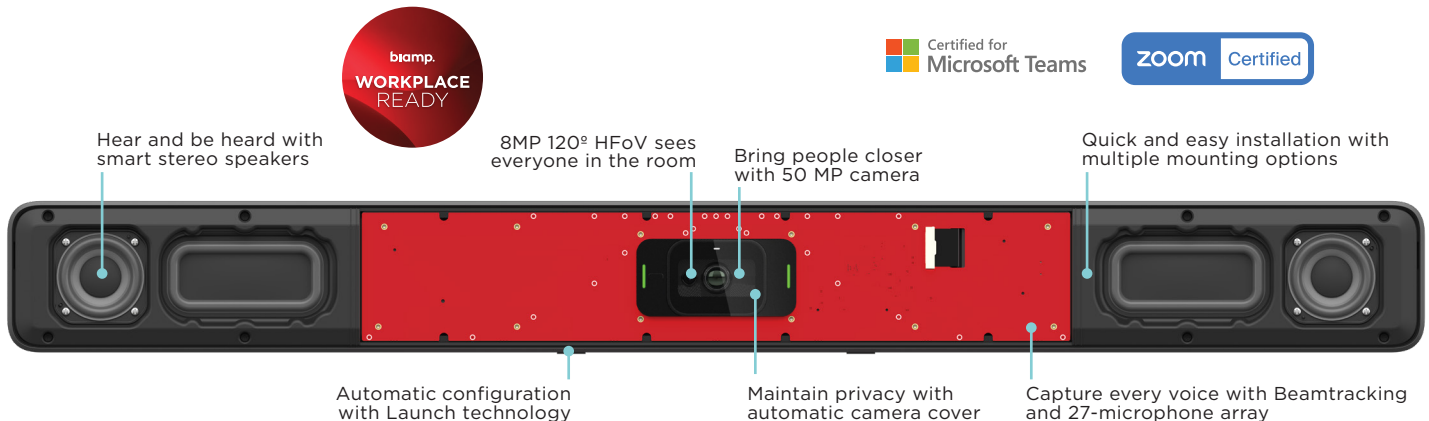 biamp.
WORKPLACE
READY
Certified for
Microsoft Teams
zoom Certified
Hear and be heard with
smart stereo speakers
8MP 120º HFoV sees
everyone in the room
Bring people closer
with 50 MP camera
Quick and easy installation with
multiple mounting options
Automatic configuration
with Launch technology
Maintain privacy with
automatic camera cover
Capture every voice with Beamtracking
and 27-microphone array